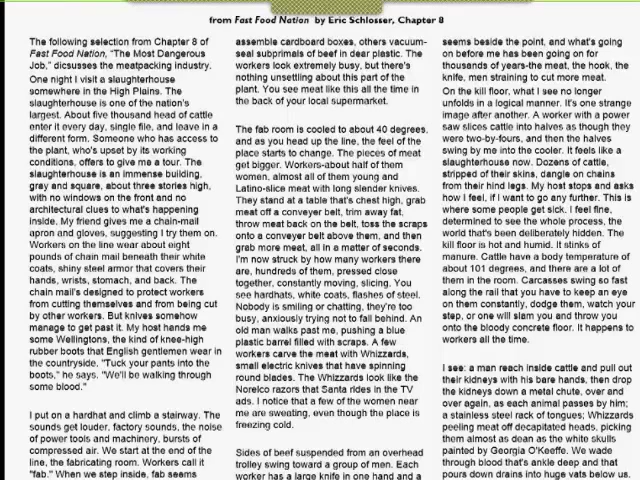 from Fast Food Nation by Eric Schlosser, Chapter 8
The following selection from Chapter 8 of
Fast Food Nation, "The Most Dangerous
Job," dicsusses the meatpacking industry.
One night I visit a slaughterhouse
somewhere in the High Plains. The
slaughterhouse is one of the nation's
largest. About five thousand head of cattle
enter it every day, single file, and leave in a
different form. Someone who has access to
the plant, who's upset by its working
conditions, offers to give me a tour. The
slaughterhouse is an immense building,
gray and square, about three stories high,
with no windows on the front and no
architectural clues to what's happening
inside. My friend gives me a chain-mail
apron and gloves, suggesting I try them on.
Workers on the line wear about eight
pounds of chain mail beneath their white
coats, shiny steel armor that covers their
hands, wrists, stomach, and back. The
chain mail's designed to protect workers
from cutting themselves and from being cut
by other workers. But knives somehow
manage to get past it. My host hands me
some Wellingtons, the kind of knee-high
rubber boots that English gentlemen wear in
the countryside. "Tuck your pants into the
boots," he says. "We'll be walking through
some blood."
I put on a hardhat and climb a stairway. The
sounds get louder, factory sounds, the noise
of power tools and machinery, bursts of
compressed air. We start at the end of the
line, the fabricating room. Workers call it
"fab." When we step inside, fab seems
assemble cardboard boxes, others vacuum-
seal subprimals of beef in dear plastic. The
workers look extremely busy, but there's
nothing unsettling about this part of the
plant. You see meat like this all the time in
the back of your local supermarket.
The fab room is cooled to about 40 degrees,
and as you head up the line, the feel of the
place starts to change. The pieces of meat
get bigger. Workers-about half of them
women, almost all of them young and
Latino-slice meat with long slender knives.
They stand at a table that's chest high, grab
meat off a conveyer belt, trim away fat,
throw meat back on the belt, toss the scraps
onto a conveyer belt above them, and then
grab more meat, all in a matter of seconds.
I'm now struck by how many workers there
are, hundreds of them, pressed close
together, constantly moving, slicing. You
see hardhats, white coats, flashes of steel.
Nobody is smiling or chatting, they're too
busy, anxiously trying not to fall behind. An
old man walks past me, pushing a blue
plastic barrel filled with scraps. A few
workers carve the meat with Whizzards,
small electric knives that have spinning
round blades. The Whizzards look like the
Norelco razors that Santa rides in the TV
ads. I notice that a few of the women near
me are sweating, even though the place is
freezing cold.
Sides of beef suspended from an overhead
trolley swing toward a group of men. Each
worker has a large knife in one hand and a
seems beside the point, and what's going
on before me has been going on for
thousands of years-the meat, the hook, the
knife, men straining to cut more meat.
On the kill floor, what I see no longer
unfolds in a logical manner. It's one strange
image after another. A worker with a power
saw slices cattle into halves as though they
were two-by-fours, and then the halves
swing by me into the cooler. It feels like a
slaughterhouse now. Dozens of cattle,
stripped of their skins, dangle on chains
from their hind legs. My host stops and asks
how I feel, if I want to go any further. This is
where some people get sick. I feel fine,
determined to see the whole process, the
world that's been deliberately hidden. The
kill floor is hot and humid. It stinks of
manure. Cattle have a body temperature of
about 101 degrees, and there are a lot of
them in the room. Carcasses swing so fast
along the rail that you have to keep an eye
on them constantly, dodge them, watch your
step, or one will slam you and throw you
onto the bloody concrete floor. It happens to
workers all the time.
I see: a man reach inside cattle and pull out
their kidneys with his bare hands, then drop
the kidneys down a metal chute, over and
over again, as each animal passes by him;
a stainless steel rack of tongues; Whizzards
peeling meat off decapitated heads, picking
them almost as dean as the white skulls
painted by Georgia O'Keeffe. We wade
through blood that's ankle deep and that
pours down drains into huge vats below us.